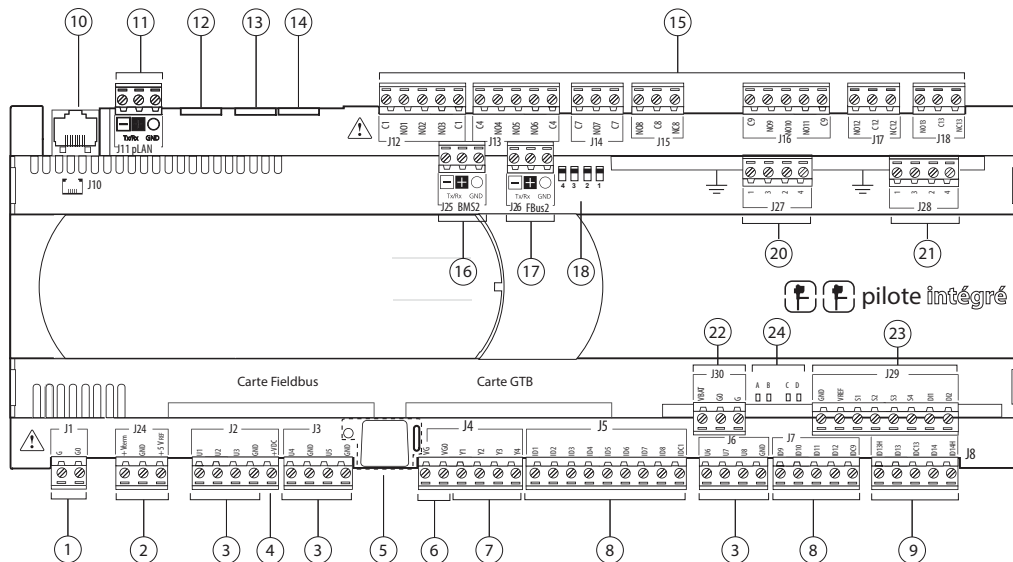 10 11 12 13 14 15
C1 NO1 NO2 NO3 C1 C4 NO4 NO5 NO6 C4 C7 NO7 C7 NO8 C8 NC8 C9 NO9 NO10 NO11 C9 NO12 C12 NC12 NO13 C13 NC13
J12 J13 J14 J15 J16 J17 J18
Tx/Rx GND
J11 pLAN
J10
Tx/Rx GND
J25 BMS2
Tx/Rx GND
J26 FBus2
4 3 2 1
1 3 2 4
J27
1 3 2 4
J28
16 17 18 20 21
pilote intégré
22 24 23
J30
VBAT G0 G
A B C D
J29
GND VREF S1 S2 S3 S4 DI1 DI2
Carte Fieldbus
Carte GTB
J1 J24 J2 J3 J4 J5 J6 J7 J8
G G0
+Vterm GND +5 VREF
U1 U2 U3 GND +VDC
U4 GND U5 GND
VG VG0 Y1 Y2 Y3 Y4
ID1 ID2 ID3 ID4 ID5 ID6 ID7 ID8 IDC1
U6 U7 U8 GND
ID9 ID10 ID11 ID12 IDC9
ID13H ID13 IDC13 ID14 ID14H
1 2 3 4 3 5 6 7 8 3 8 9